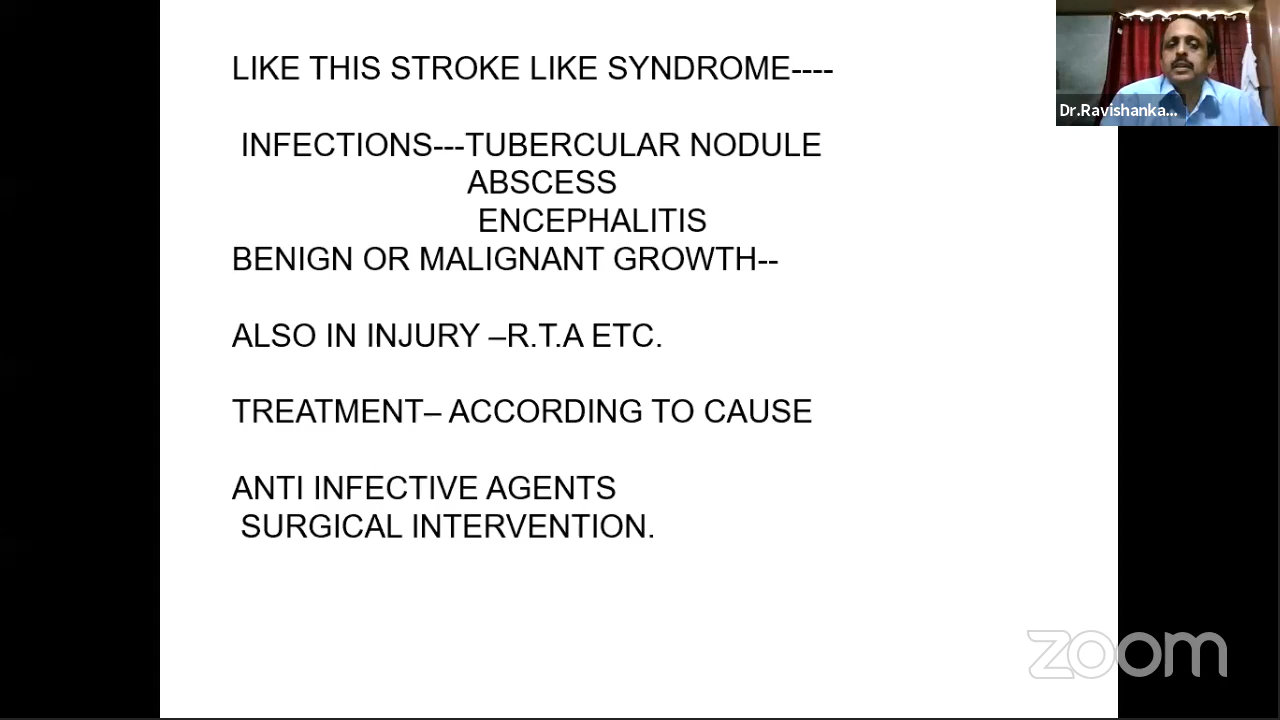 LIKE THIS STROKE LIKE SYNDROME----
INFECTIONS---TUBERCULAR NODULE
ABSCESS
ENCEPHALITIS
BENIGN OR MALIGNANT GROWTH--
ALSO IN INJURY –R.T.A ETC.
TREATMENT– ACCORDING TO CAUSE
ANTI INFECTIVE AGENTS
SURGICAL INTERVENTION.
Dr.Ravishanka...
zoom